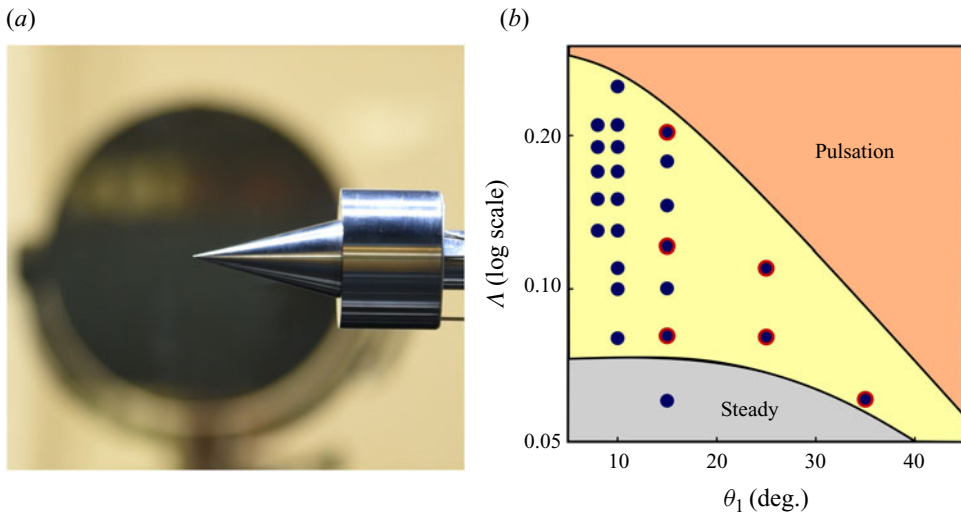 (a)
(b)
Λ (log scale)
0.20
0.10
0.05
Pulsation
Steady
10 20 30 40
θ1 (deg.)